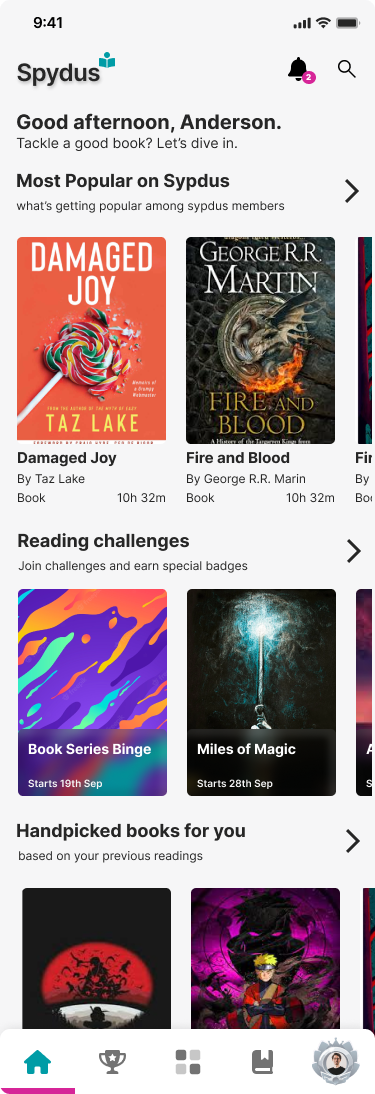 9:41
Spydus
2
Good afternoon, Anderson.
Tackle a good book? Let's dive in.
Most Popular on Sypdus
what's getting popular among sypdus members
DAMAGED
JOY
Memoirs of
a Grumpy
Webmaster
FROM THE AUTHOR OF THE MYTH OF EASY
TAZ LAKE
GEORGE R.R.
MARTIN
FIRE AND
BLOOD
A History of the Targaryen Kings from
Damaged Joy
By Taz Lake
Book 10h 32m
Fire and Blood
By George R.R. Marin
Book 10h 32m
Fir
By
Boo
Reading challenges
Join challenges and earn special badges
Book Series Binge
Starts 19th Sep
Miles of Magic
Starts 28th Sep
A
S
Handpicked books for you
based on your previous readings